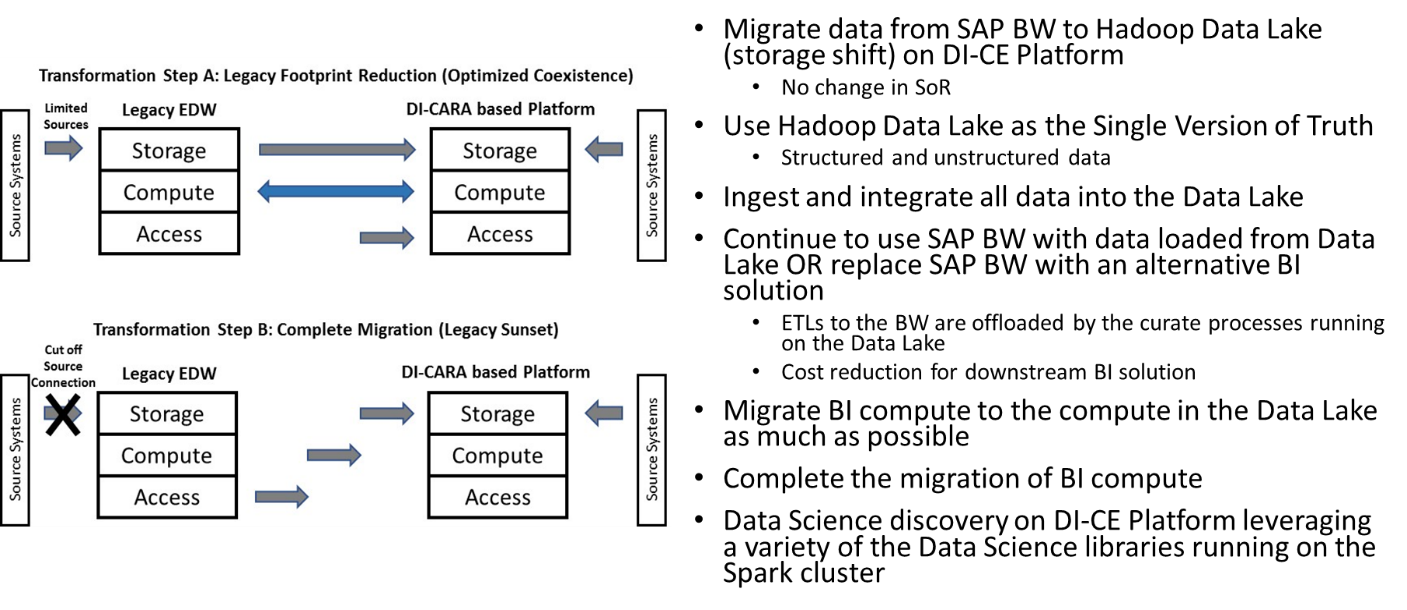 Transformation Step A: Legacy Footprint Reduction (Optimized Coexistence)
Limited
Sources
Legacy EDW
DI-CARA based Platform
Source Systems
Storage
Compute
Access
Storage
Compute
Access
Source Systems
Transformation Step B: Complete Migration (Legacy Sunset)
Cut off
Source
Connection
Legacy EDW
DI-CARA based Platform
Source Systems
Storage
Compute
Access
Storage
Compute
Access
Source Systems
• Migrate data from SAP BW to Hadoop Data Lake
(storage shift) on DI-CE Platform
• No change in SoR
• Use Hadoop Data Lake as the Single Version of Truth
• Structured and unstructured data
• Ingest and integrate all data into the Data Lake
• Continue to use SAP BW with data loaded from Data
Lake OR replace SAP BW with an alternative BI
solution
• ETLs to the BW are offloaded by the curate processes running
on the Data Lake
• Cost reduction for downstream BI solution
• Migrate BI compute to the compute in the Data Lake
as much as possible
• Complete the migration of BI compute
• Data Science discovery on DI-CE Platform leveraging
a variety of the Data Science libraries running on the
Spark cluster